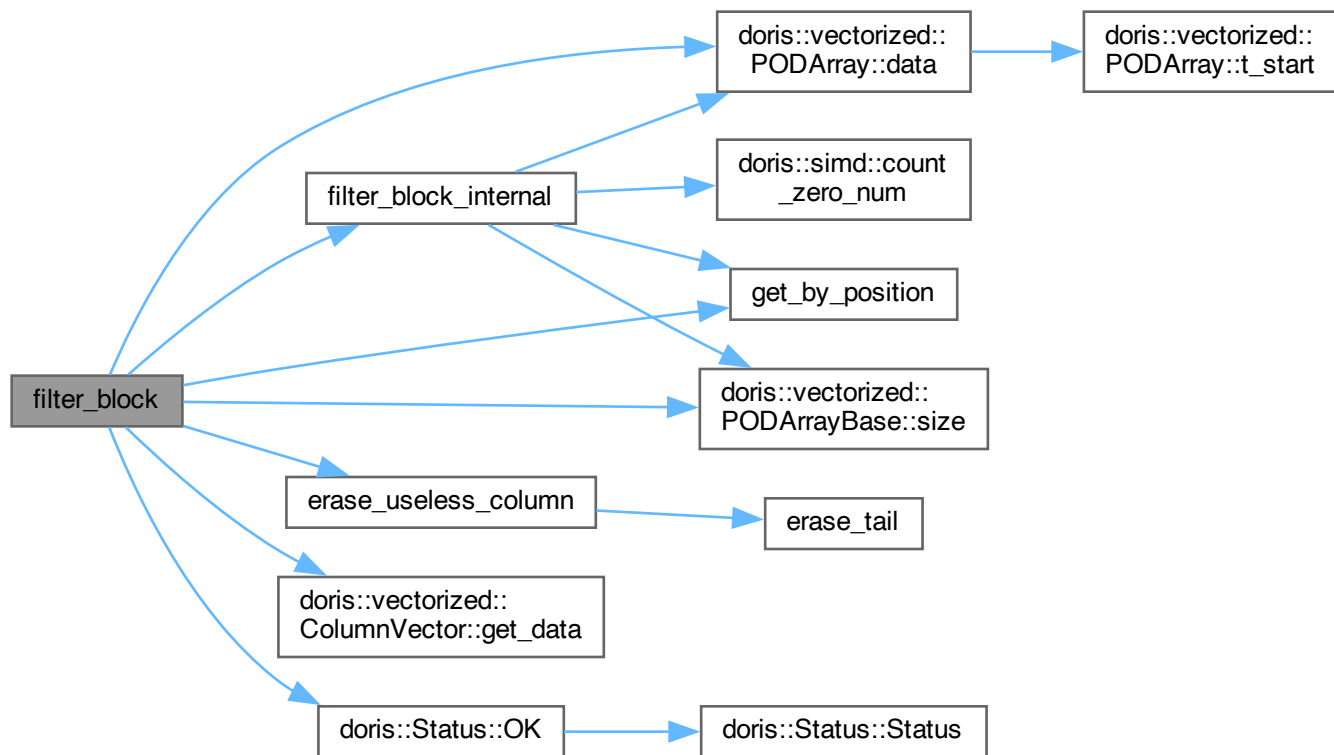 doris::vectorized::
PODArray::data
doris::vectorized::
PODArray::t_start
doris::simd::count
_zero_num
filter_block_internal
get_by_position
filter_block
doris::vectorized::
PODArrayBase::size
erase_useless_column
erase_tail
doris::vectorized::
ColumnVector::get_data
doris::Status::OK
doris::Status::Status